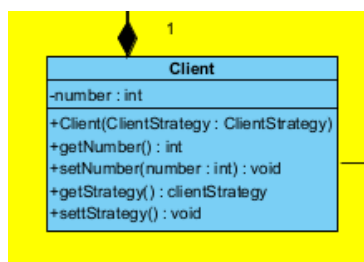 1
Client
-number : int
+Client(ClientStrategy : ClientStrategy)
+getNumber() : int
+setNumber(number : int) : void
+getStrategy() : clientStrategy
+settStrategy() : void